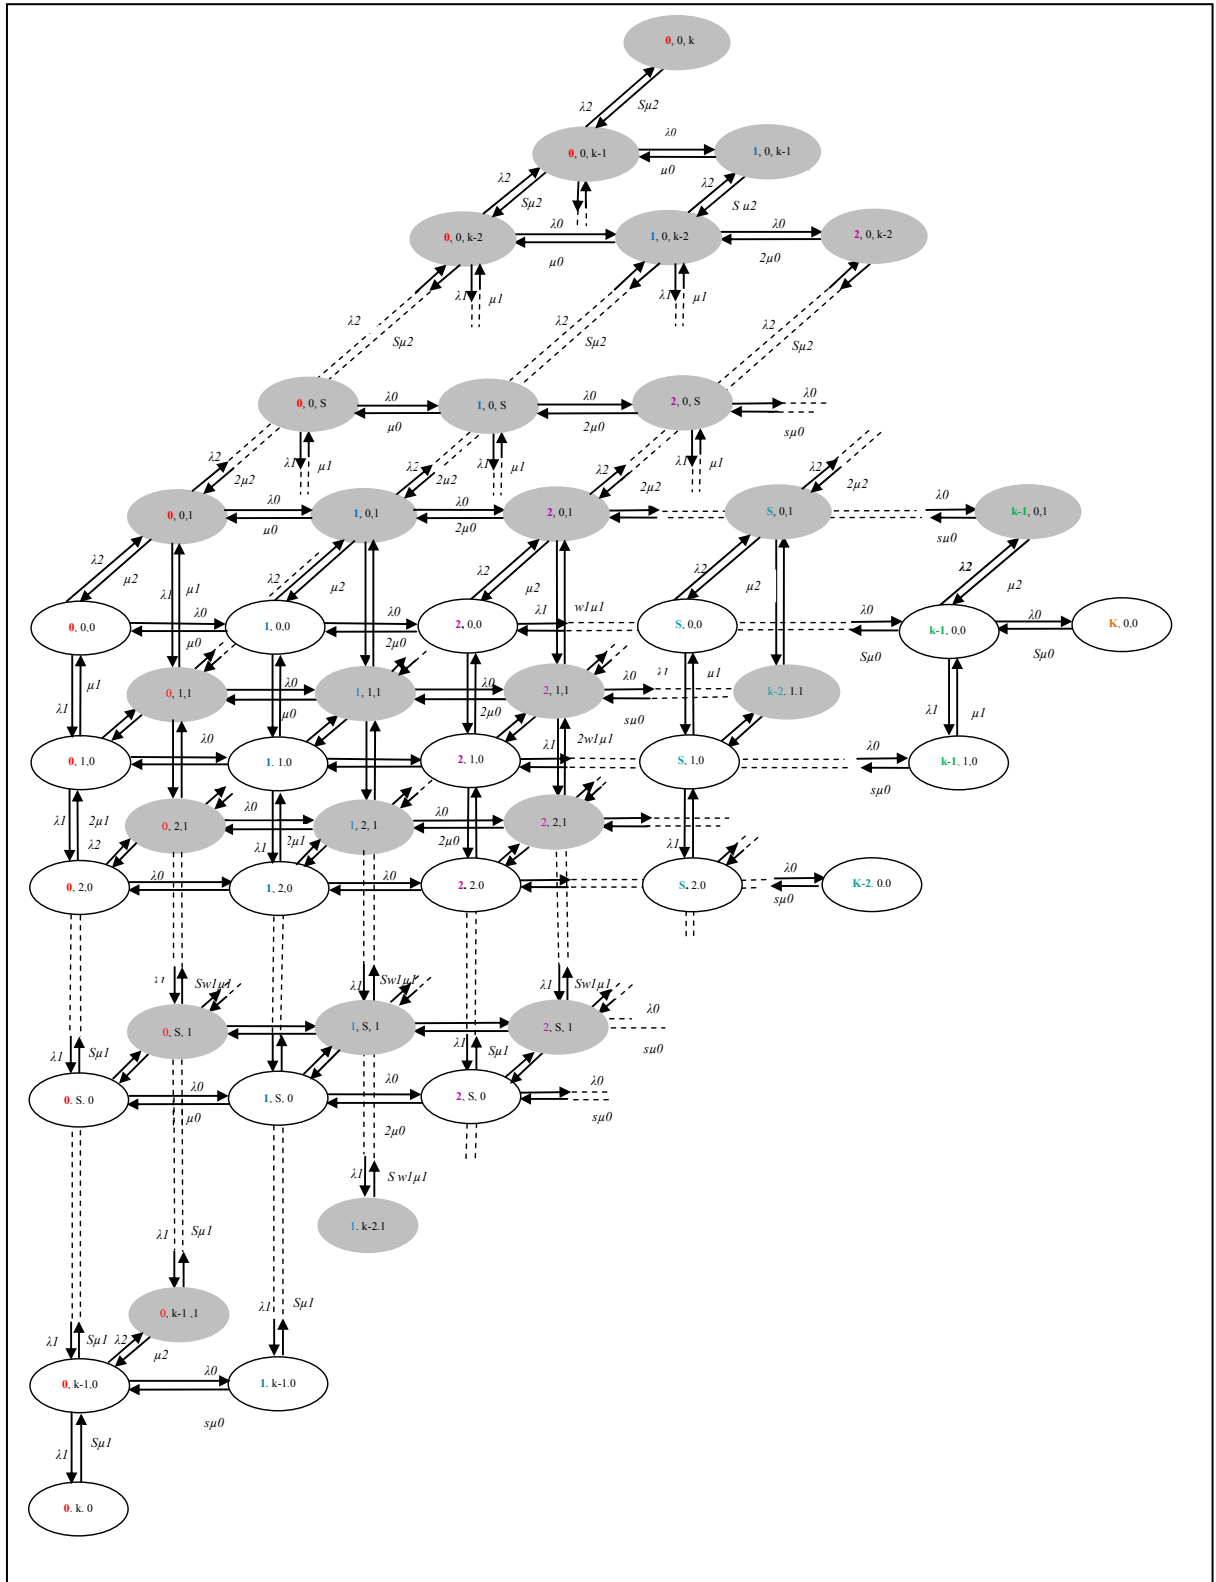 0, 0, k
λ2
Sμ2
λ0
0, 0, k-1
1, 0, k-1
μ0
λ2
λ2
Sμ2
S u2
λ0
λ0
0, 0, k-2
1, 0, k-2
2, 0, k-2
μ0
2μ0
λ1
μ1
λ1
μ1
λ2
λ2
λ2
Sμ2
Sμ2
Sμ2
λ0
λ0
λ0
0, 0, S
1, 0, S
2, 0, S
μ0
2μ0
sμ0
λ2
λ1
μ1
λ2
λ1
μ1
λ2
λ1
μ1
λ2
2μ2
2μ2
2μ2
2μ2
λ0
λ0
λ0
0, 0,1
1, 0,1
2, 0,1
S, 0,1
k-1, 0,1
μ0
2μ0
sμ0
λ2
μ2
λ2
μ2
λ2
μ2
λ2
μ2
λ2
μ2
λ1
μ1
λ1
w1μ1
λ0
λ0
λ0
λ0
0, 0,0
1, 0,0
2, 0,0
S, 0,0
k-1, 0,0
K, 0,0
μ0
2μ0
Sμ0
Sμ0
λ1
μ1
λ0
λ0
λ0
λ1
μ1
0, 1,1
1, 1,1
2, 1,1
k-2. 1.1
λ1
μ0
2μ0
sμ0
λ1
μ1
λ0
λ1
2w1μ1
λ0
0, 1,0
1. 1.0
2, 1,0
S, 1,0
k-1, 1,0
sμ0
λ1
2μ1
λ0
λ0
0, 2,1
1, 2, 1
2, 2,1
λ2
λ1
2μ1
2μ0
λ1
λ0
λ0
λ0
0, 2,0
1, 2,0
2. 2.0
S. 2.0
K-2. 0.0
sμ0
λ1
Sw1μ1
λ1
Sw1μ1
λ1
Sw1μ1
λ0
0, S, 1
1, S, 1
2, S, 1
λ1
Sμ1
λ1
λ1
Sμ1
sμ0
λ0
λ0
λ0
0. S. 0
1, S, 0
2, S, 0
μ0
2μ0
sμ0
λ1
S w1μ1
1. k-2.1
λ1
Sμ1
0, k-1 ,1
λ1
Sμ1
λ1
Sμ1
λ2
μ2
λ0
0, k-1,0
1. k-1.0
sμ0
λ1
Sμ1
0. k. 0